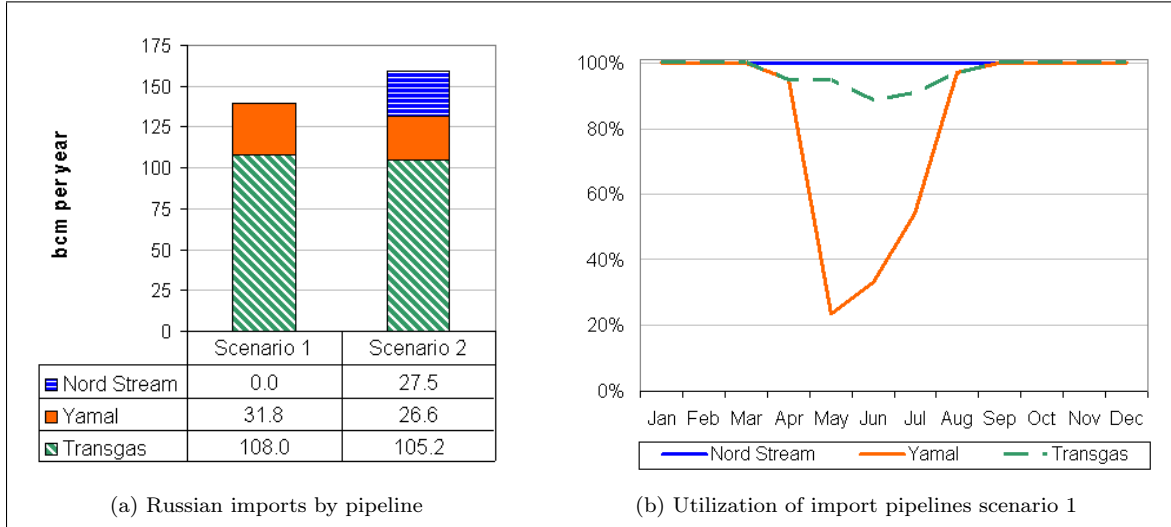 175
150
125
100
75
50
25
0
bcm per year
Scenario 1 Scenario 2
Nord Stream 0.0 27.5
Yamal 31.8 26.6
Transgas 108.0 105.2
(a) Russian imports by pipeline
100%
80%
60%
40%
20%
0%
Jan Feb Mar Apr May Jun Jul Aug Sep Oct Nov Dec
Nord Stream Yamal Transgas
(b) Utilization of import pipelines scenario 1